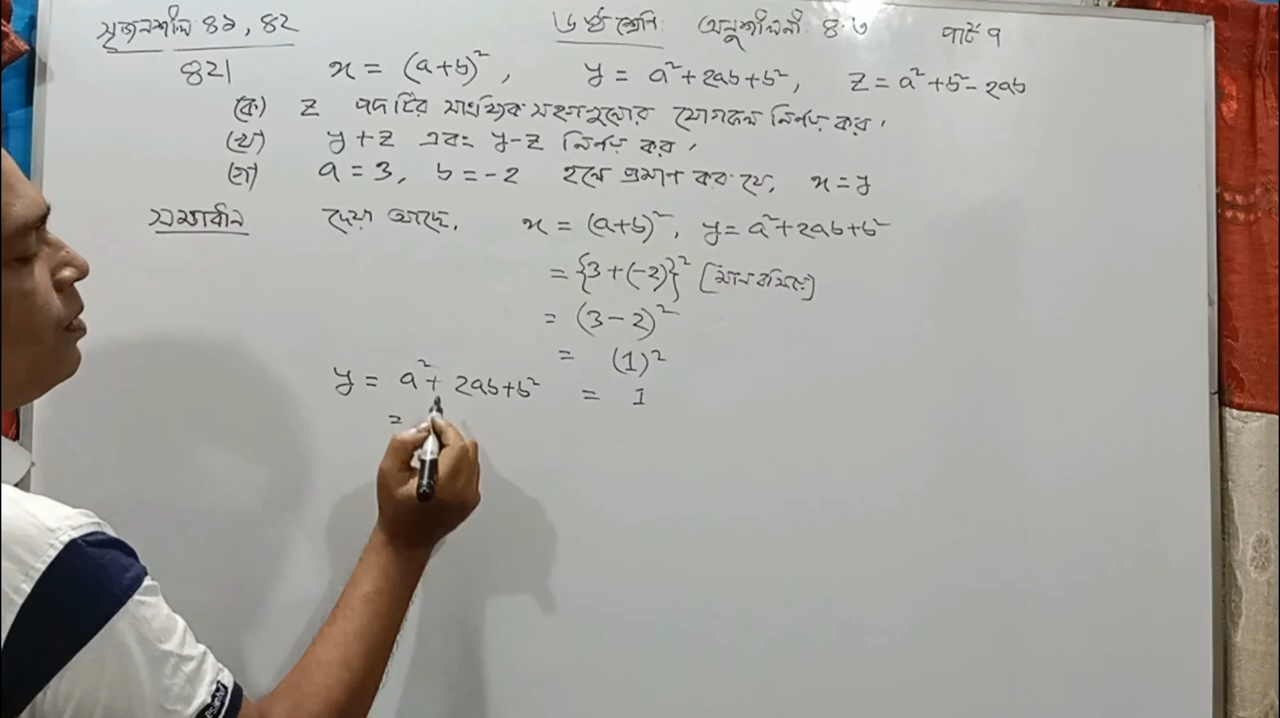 সৃজনশীল ৪১, ৪২ ৬ষ্ঠ শ্রেণি অনুশীলনী ৪.৩ পার্ট ৭
৪২। x = (a+b)², y = a²+2ab+b², z = a²+b²-2ab
(ক) z পদটির সাংখ্যিক সহগগুলোর যোগফল নির্ণয় কর।
(খ) y+z এবং y-z নির্ণয় কর।
(গ) a = 3, b = -2 হলে প্রমাণ কর যে, x = y
সমাধান দেয়া আছে, x = (a+b)², y = a²+2ab+b²
= {3+(-2)}² [মান বসিয়ে]
= (3-2)²
= (1)²
y = a²+2ab+b² = 1
=